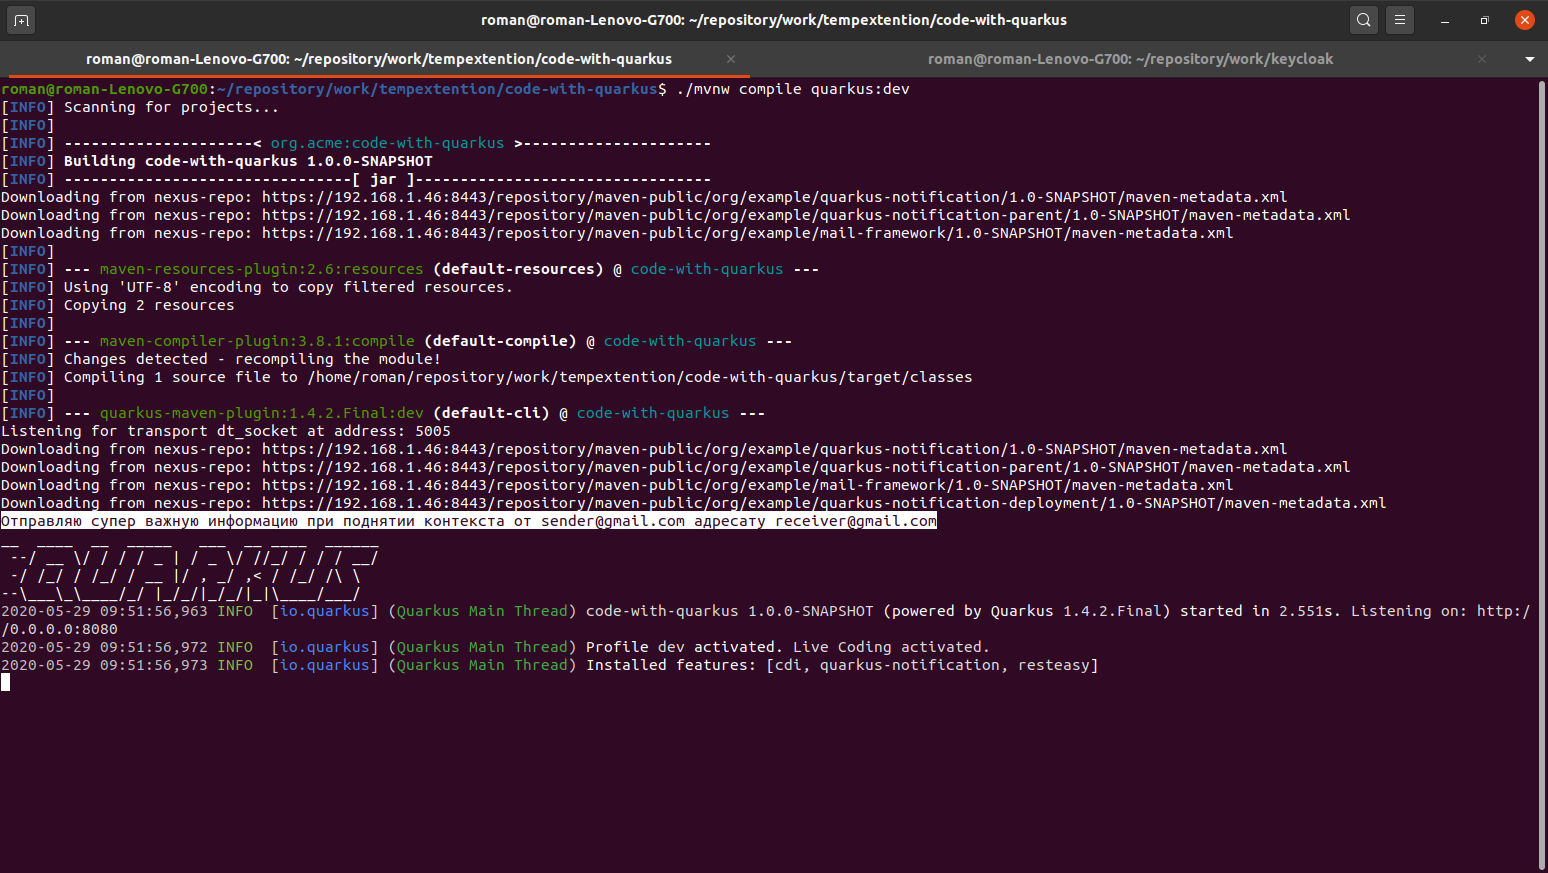 roman@roman-Lenovo-G700: ~/repository/work/tempextention/code-with-quarkus
roman@roman-Lenovo-G700: ~/repository/work/tempextention/code-with-quarkus
roman@roman-Lenovo-G700: ~/repository/work/keycloak
roman@roman-Lenovo-G700:~/repository/work/tempextention/code-with-quarkus$ ./mvnw compile quarkus:dev
[INFO] Scanning for projects...
[INFO]
[INFO] ---------------------< org.acme:code-with-quarkus >---------------------
[INFO] Building code-with-quarkus 1.0.0-SNAPSHOT
[INFO] --------------------------------[ jar ]---------------------------------
Downloading from nexus-repo: https://192.168.1.46:8443/repository/maven-public/org/example/quarkus-notification/1.0-SNAPSHOT/maven-metadata.xml
Downloading from nexus-repo: https://192.168.1.46:8443/repository/maven-public/org/example/quarkus-notification-parent/1.0-SNAPSHOT/maven-metadata.xml
Downloading from nexus-repo: https://192.168.1.46:8443/repository/maven-public/org/example/mail-framework/1.0-SNAPSHOT/maven-metadata.xml
[INFO]
[INFO] --- maven-resources-plugin:2.6:resources (default-resources) @ code-with-quarkus ---
[INFO] Using 'UTF-8' encoding to copy filtered resources.
[INFO] Copying 2 resources
[INFO]
[INFO] --- maven-compiler-plugin:3.8.1:compile (default-compile) @ code-with-quarkus ---
[INFO] Changes detected - recompiling the module!
[INFO] Compiling 1 source file to /home/roman/repository/work/tempextention/code-with-quarkus/target/classes
[INFO]
[INFO] --- quarkus-maven-plugin:1.4.2.Final:dev (default-cli) @ code-with-quarkus ---
Listening for transport dt_socket at address: 5005
Downloading from nexus-repo: https://192.168.1.46:8443/repository/maven-public/org/example/quarkus-notification/1.0-SNAPSHOT/maven-metadata.xml
Downloading from nexus-repo: https://192.168.1.46:8443/repository/maven-public/org/example/quarkus-notification-parent/1.0-SNAPSHOT/maven-metadata.xml
Downloading from nexus-repo: https://192.168.1.46:8443/repository/maven-public/org/example/mail-framework/1.0-SNAPSHOT/maven-metadata.xml
Downloading from nexus-repo: https://192.168.1.46:8443/repository/maven-public/org/example/quarkus-notification-deployment/1.0-SNAPSHOT/maven-metadata.xml
Отправляю супер важную информацию при поднятии контекста от sender@gmail.com адресату receiver@gmail.com
__  ____  __  _____   ___  __ ____  ______
 --/ __ \/ / / / _ | / _ \/ //_/ / / / __/
 -/ /_/ / /_/ / __ |/ , _/ ,< / /_/ /\ \
--\___\_\____/_/ |_/_/|_/_/|_|\____/___/
2020-05-29 09:51:56,963 INFO  [io.quarkus] (Quarkus Main Thread) code-with-quarkus 1.0.0-SNAPSHOT (powered by Quarkus 1.4.2.Final) started in 2.551s. Listening on: http:/
/0.0.0.0:8080
2020-05-29 09:51:56,972 INFO  [io.quarkus] (Quarkus Main Thread) Profile dev activated. Live Coding activated.
2020-05-29 09:51:56,973 INFO  [io.quarkus] (Quarkus Main Thread) Installed features: [cdi, quarkus-notification, resteasy]